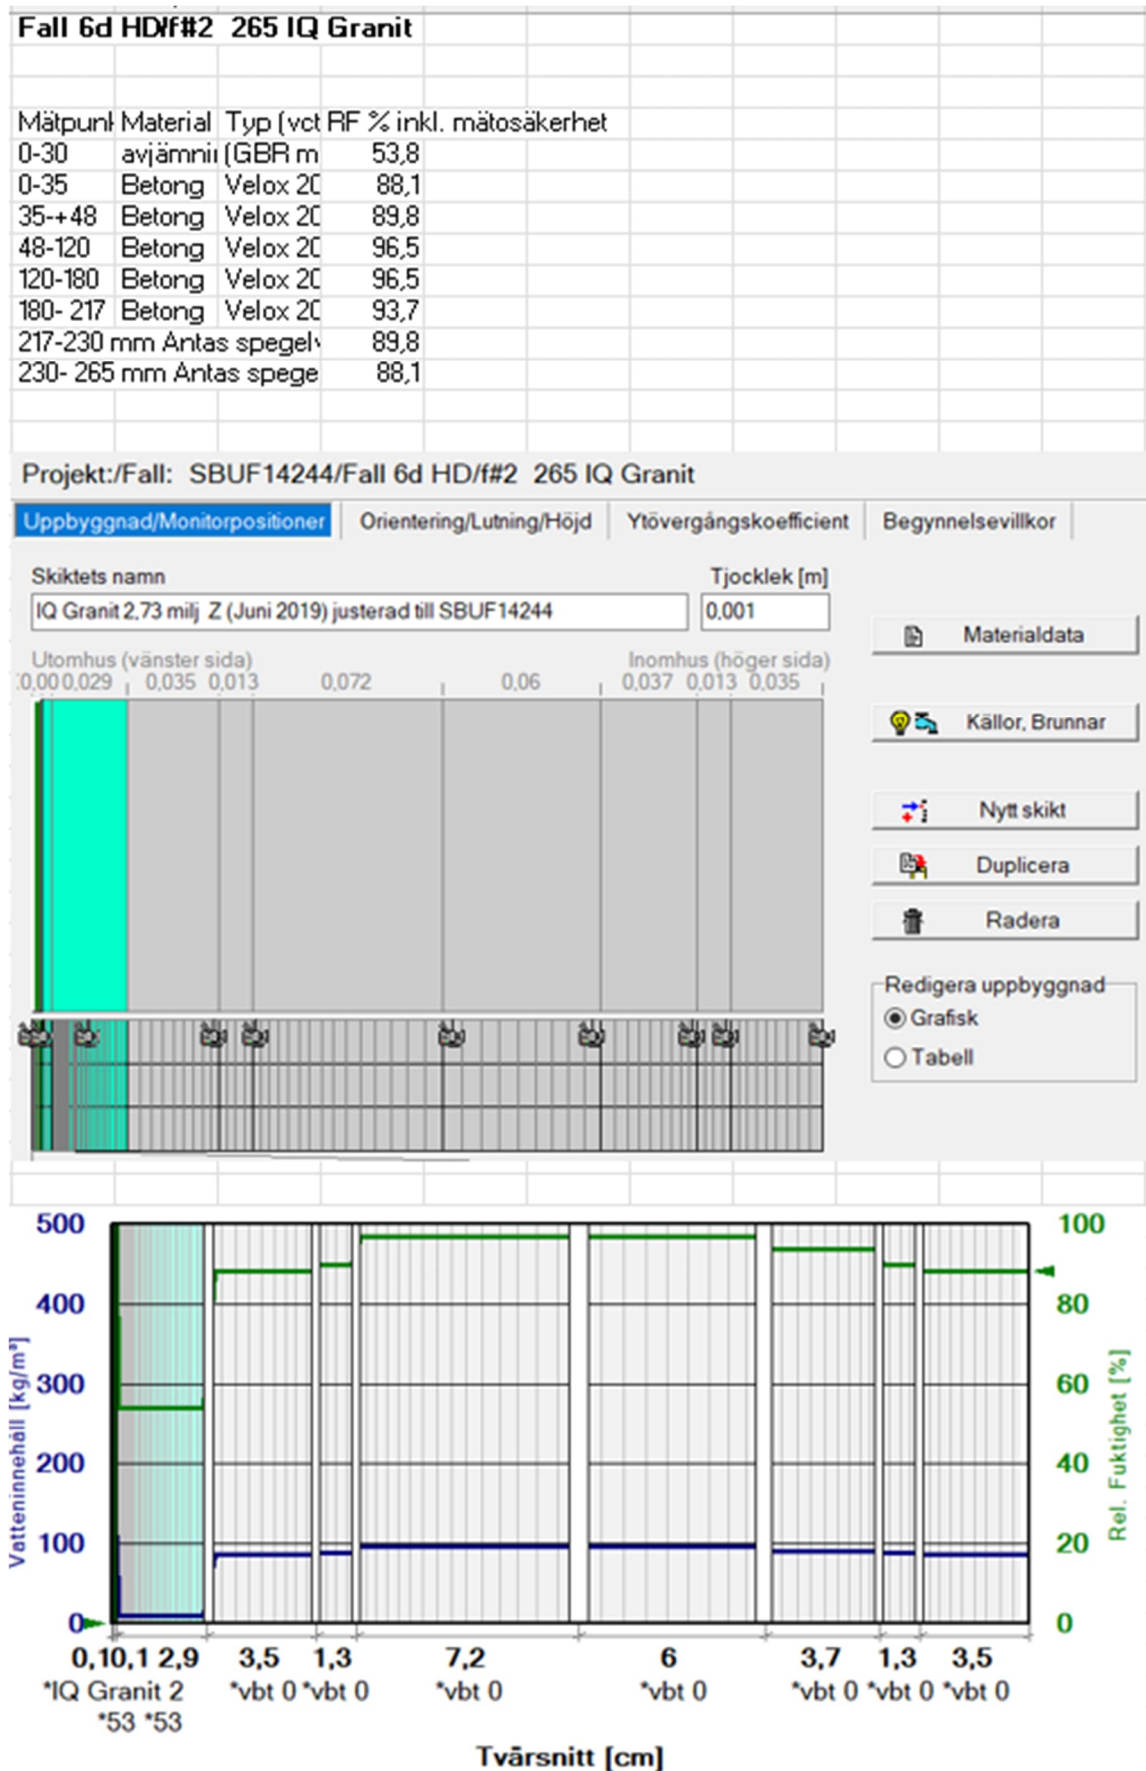 Fall 6d HD/f#2 265 IQ Granit
Mätpunk Material Typ (vct RF % inkl. mätosäkerhet
0-30 avjämnin (GBR m 53,8
0-35 Betong Velox 20 88,1
35-+48 Betong Velox 20 89,8
48-120 Betong Velox 20 96,5
120-180 Betong Velox 20 96,5
180- 217 Betong Velox 20 93,7
217-230 mm Antas spegelv 89,8
230- 265 mm Antas spege 88,1
Projekt:/Fall: SBUF14244/Fall 6d HD/f#2 265 IQ Granit
Uppbyggnad/Monitorpositioner Orientering/Lutning/Höjd Ytövergångskoefficient Begynnelsevillkor
Skiktets namn Tjocklek [m]
IQ Granit 2,73 milj Z (Juni 2019) justerad till SBUF14244 0,001
Materialdata
Utomhus (vänster sida) Inomhus (höger sida)
0,00 0,029 0,035 0,013 0,072 0,06 0,037 0,013 0,035
Källor, Brunnar
Nytt skikt
Duplicera
Radera
Redigera uppbyggnad
Grafisk
Tabell
500 100
400 80
300 60
200 40
100 20
0 0
Vatteninnehåll [kg/m³]
Rel. Fuktighet [%]
0,10,1 2,9 3,5 1,3 7,2 6 3,7 1,3 3,5
*IQ Granit 2 *vbt 0 *vbt 0 *vbt 0 *vbt 0 *vbt 0 *vbt 0 *vbt 0
*53 *53
Tvärsnitt [cm]